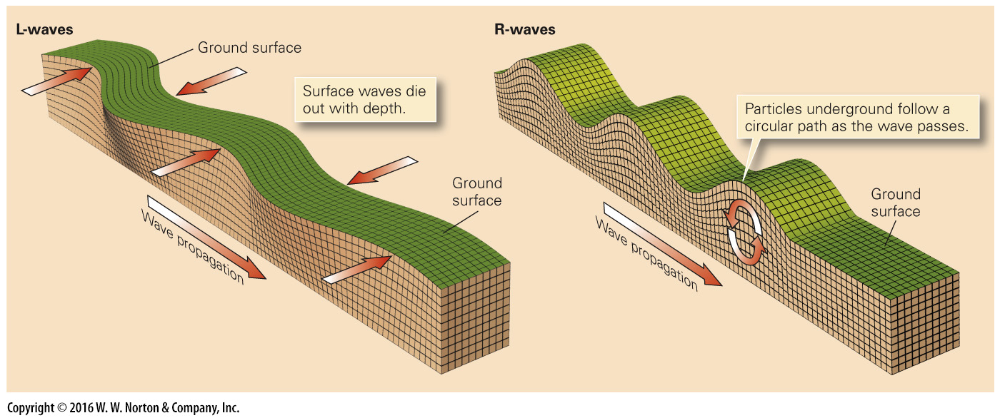 L-waves
Ground surface
Surface waves die
out with depth.
Ground
surface
Wave propagation
R-waves
Particles underground follow a
circular path as the wave passes.
Ground
surface
Wave propagation
Copyright © 2016 W. W. Norton & Company, Inc.